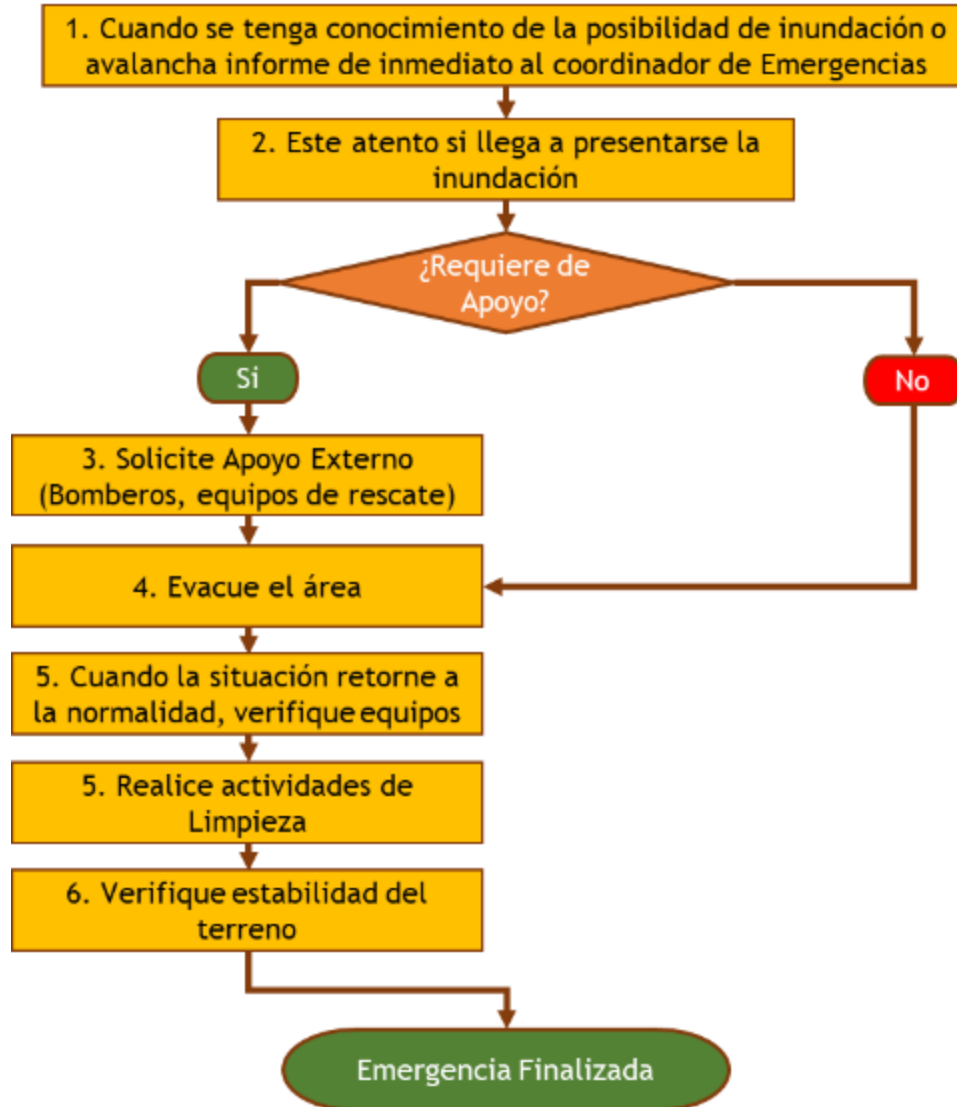 1. Cuando se tenga conocimiento de la posibilidad de inundación o
avalancha informe de inmediato al coordinador de Emergencias
2. Este atento si llega a presentarse la
inundación
¿Requiere de
Apoyo?
Si
No
3. Solicite Apoyo Externo
(Bomberos, equipos de rescate)
4. Evacue el área
5. Cuando la situación retorne a
la normalidad, verifique equipos
5. Realice actividades de
Limpieza
6. Verifique estabilidad del
terreno
Emergencia Finalizada